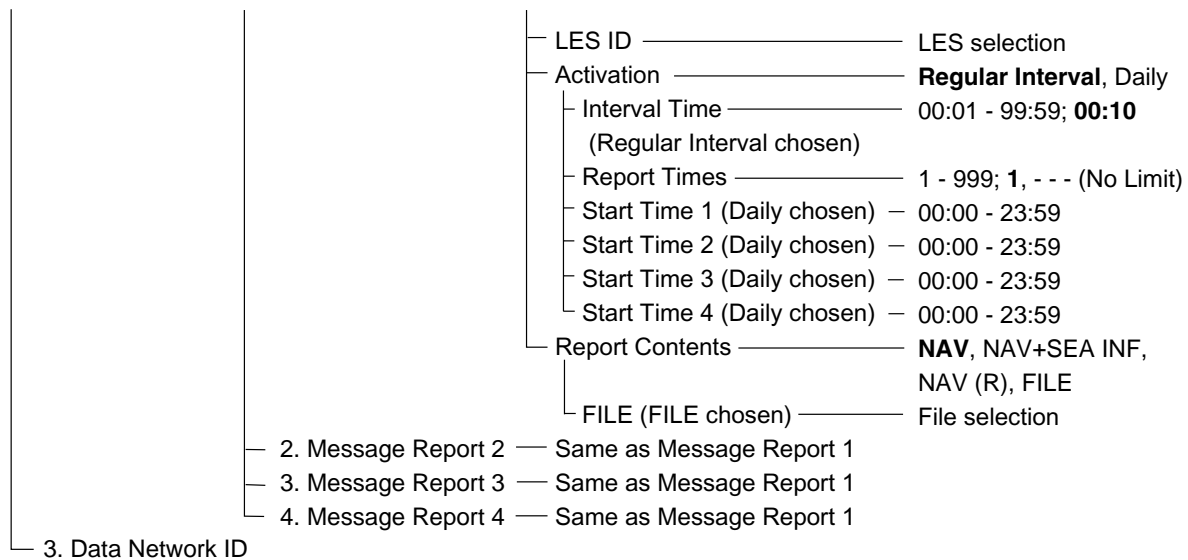 LES ID LES selection
Activation Regular Interval, Daily
Interval Time 00:01 - 99:59; 00:10
(Regular Interval chosen)
Report Times 1 - 999; 1, - - - (No Limit)
Start Time 1 (Daily chosen) 00:00 - 23:59
Start Time 2 (Daily chosen) 00:00 - 23:59
Start Time 3 (Daily chosen) 00:00 - 23:59
Start Time 4 (Daily chosen) 00:00 - 23:59
Report Contents NAV, NAV+SEA INF,
NAV (R), FILE
FILE (FILE chosen) File selection
2. Message Report 2 Same as Message Report 1
3. Message Report 3 Same as Message Report 1
4. Message Report 4 Same as Message Report 1
3. Data Network ID